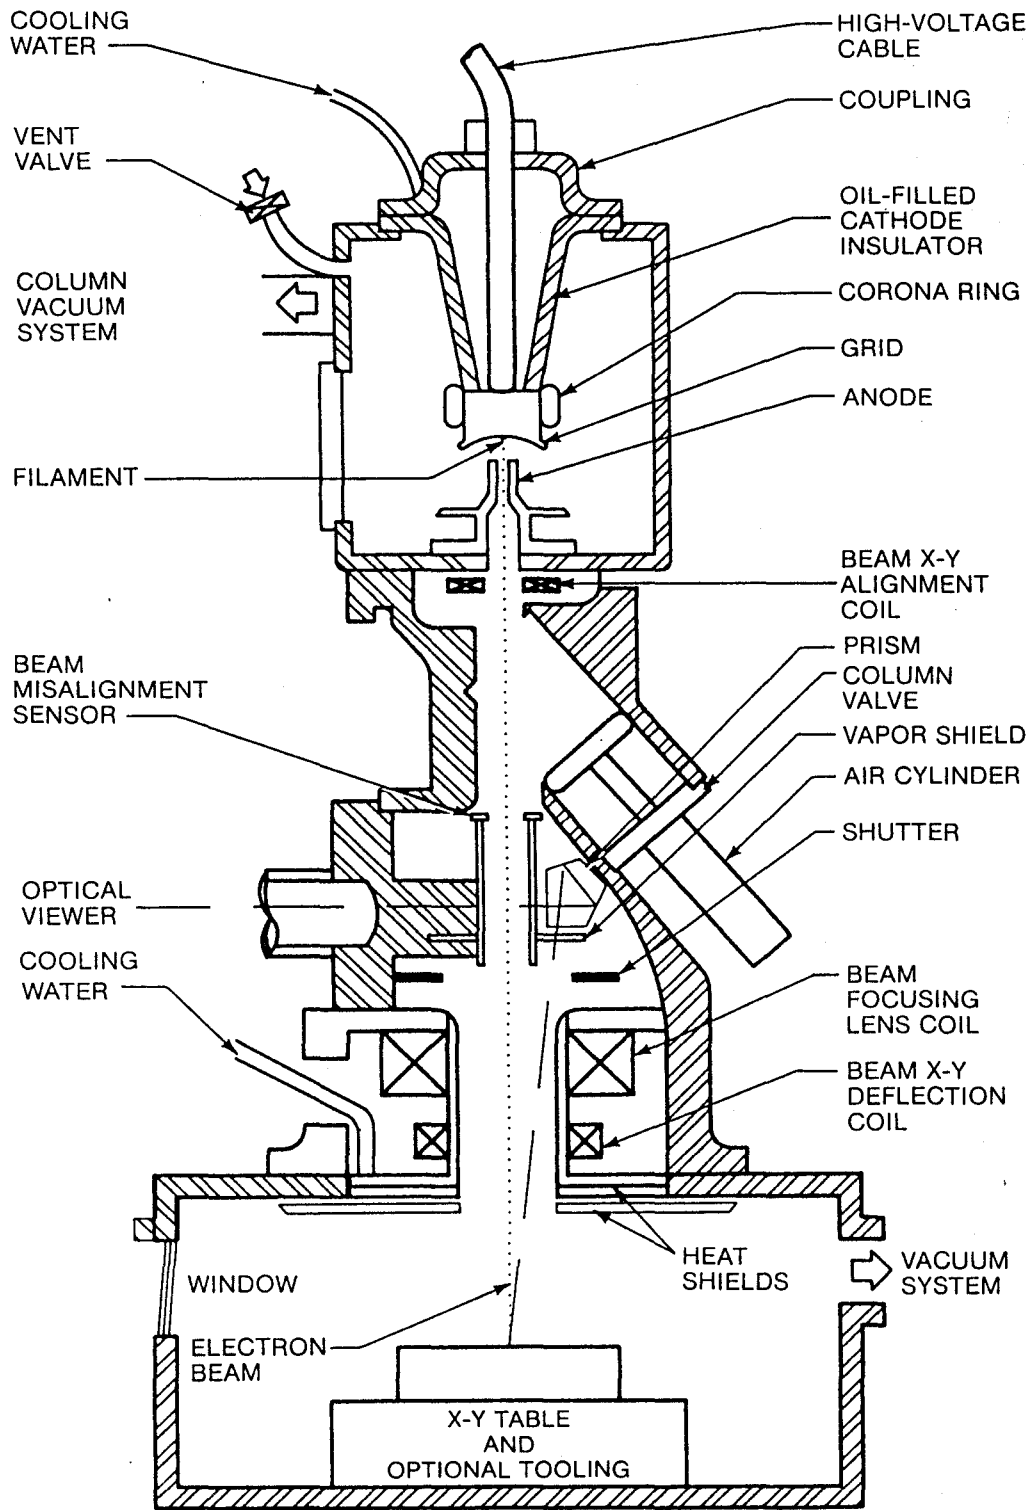 COOLING
WATER
HIGH-VOLTAGE
CABLE
COUPLING
VENT
VALVE
OIL-FILLED
CATHODE
INSULATOR
COLUMN
VACUUM
SYSTEM
CORONA RING
GRID
ANODE
FILAMENT
BEAM X-Y
ALIGNMENT
COIL
PRISM
COLUMN
VALVE
BEAM
MISALIGNMENT
SENSOR
VAPOR SHIELD
AIR CYLINDER
SHUTTER
OPTICAL
VIEWER
COOLING
WATER
BEAM
FOCUSING
LENS COIL
BEAM X-Y
DEFLECTION
COIL
HEAT
SHIELDS
VACUUM
SYSTEM
WINDOW
ELECTRON
BEAM
X-Y TABLE
AND
OPTIONAL TOOLING